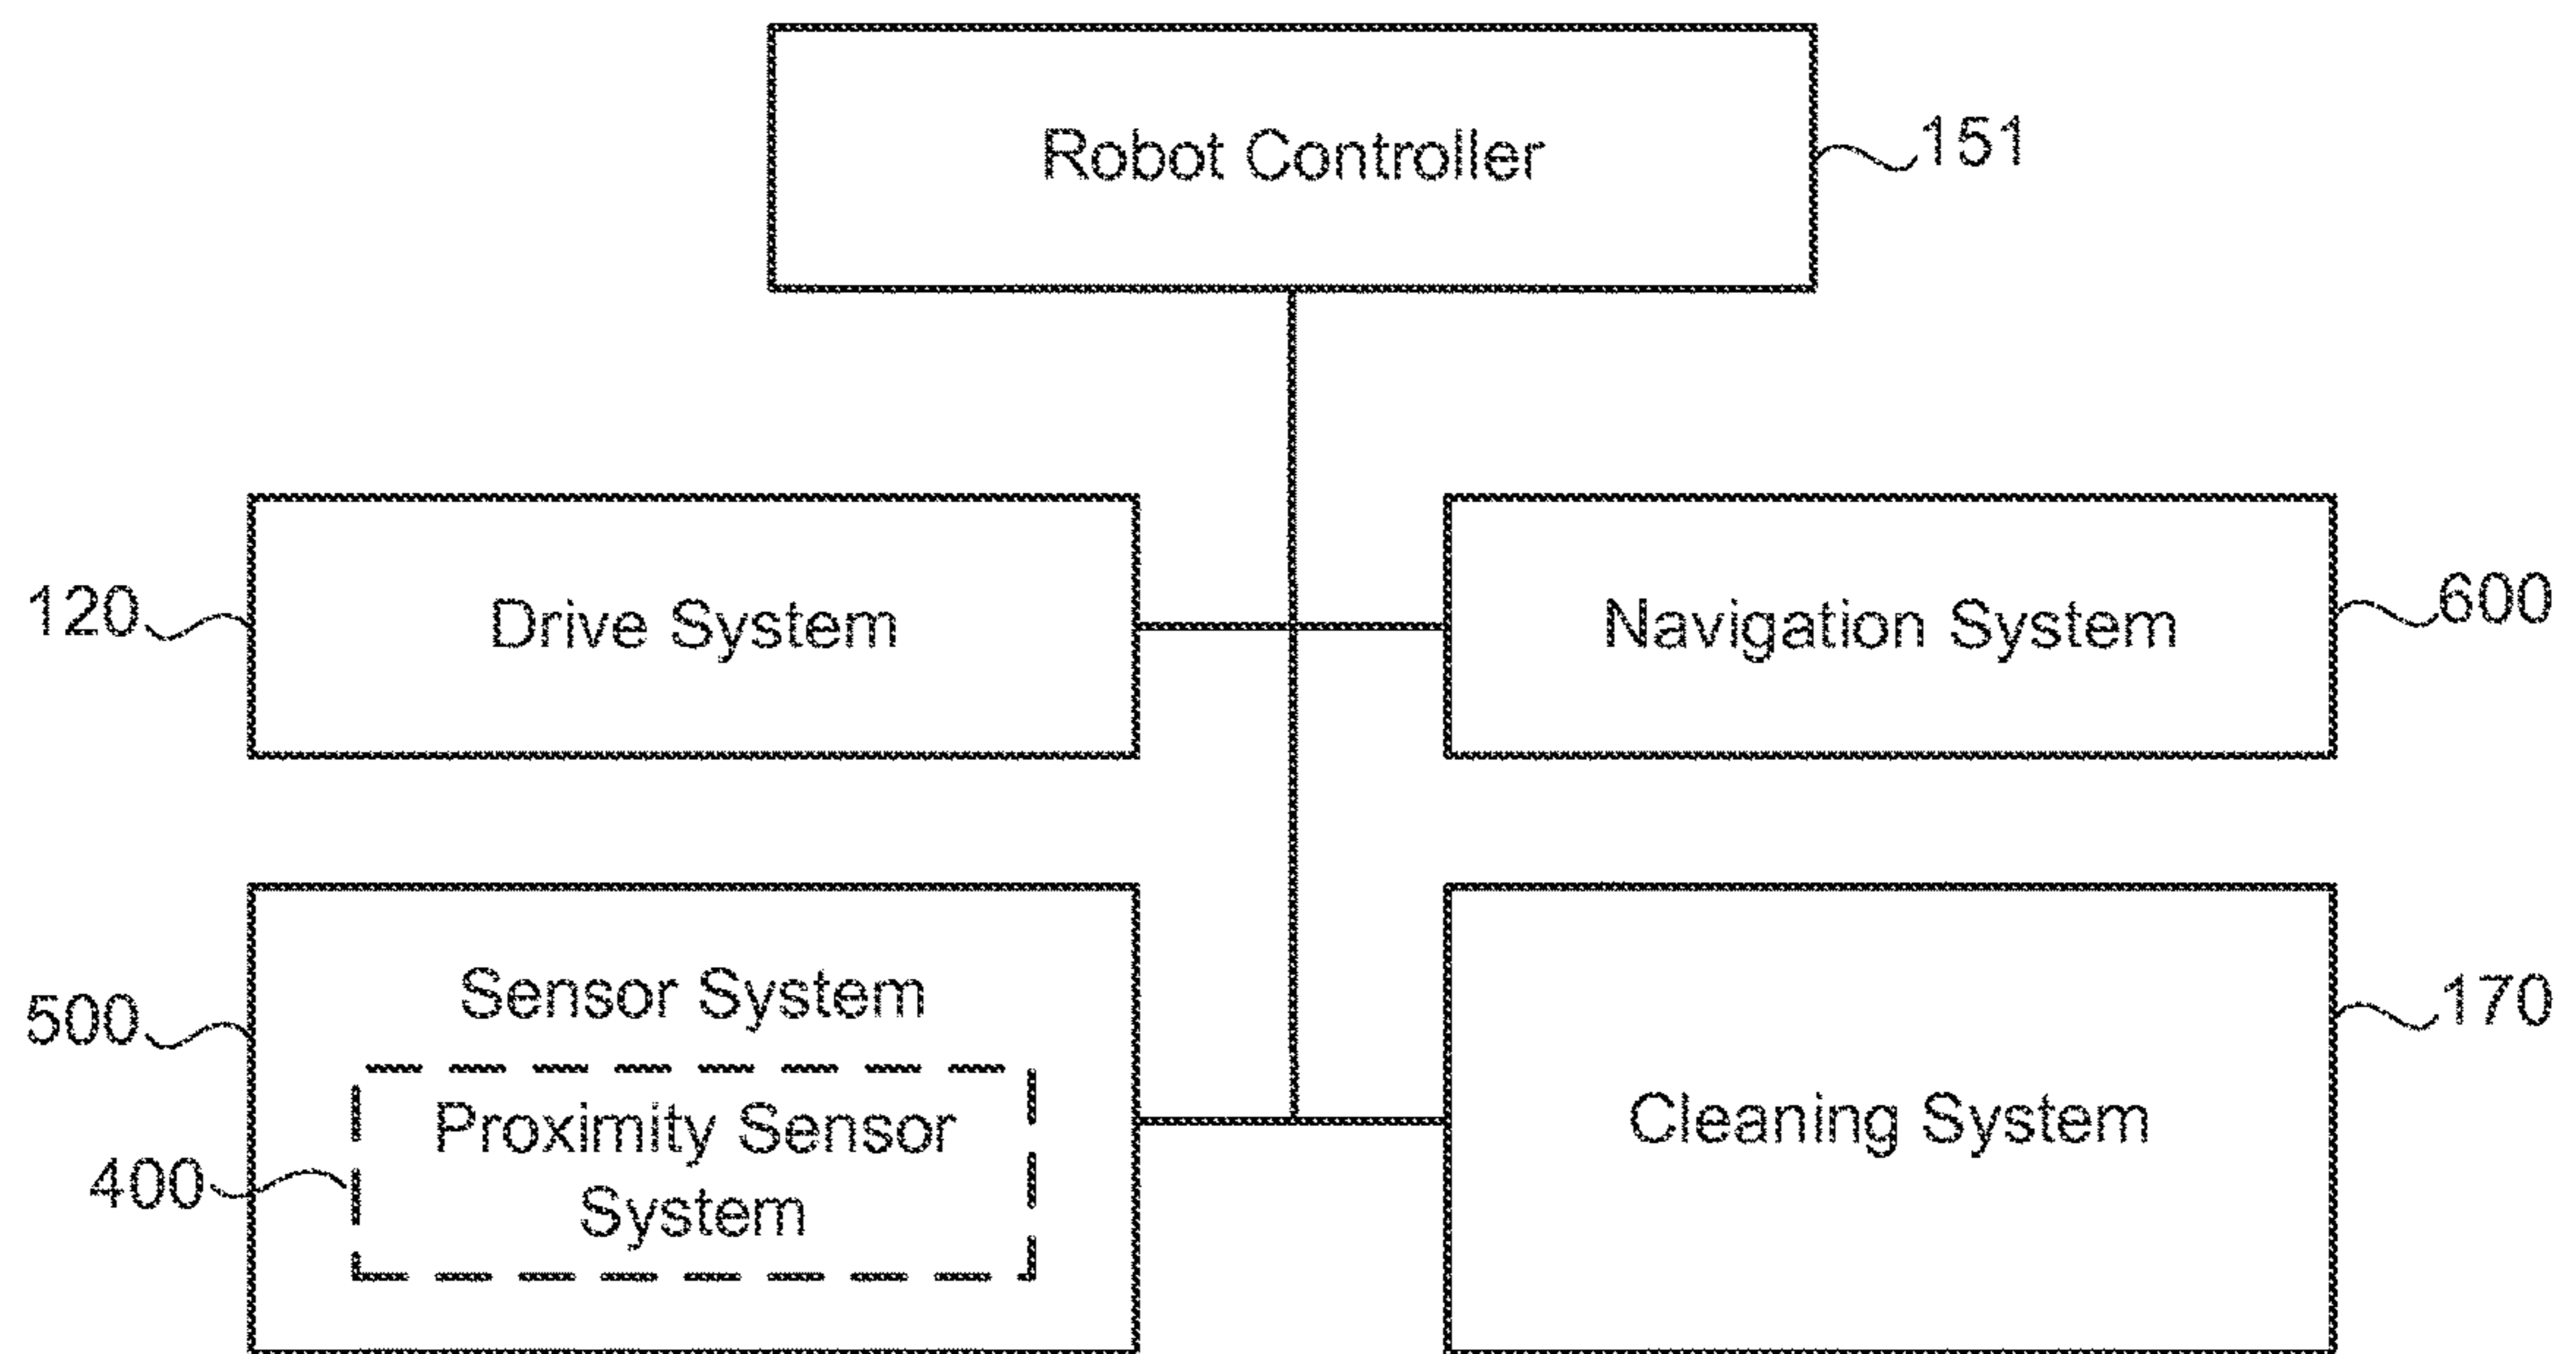 Robot Controller
151
120
Drive System
Navigation System
600
500
Sensor System
400
Proximity Sensor
System
Cleaning System
170